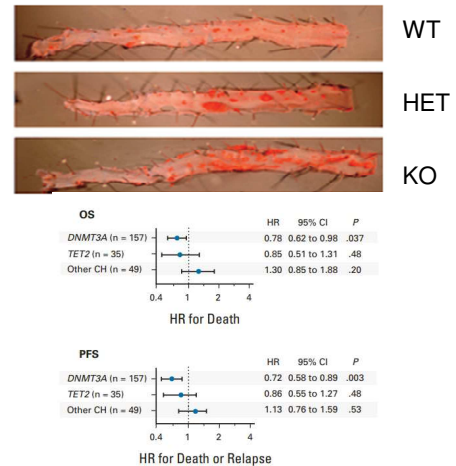 WT
HET
KO
OS
HR 95% CI P
DNMT3A (n = 157) 0.78 0.62 to 0.98 .037
TET2 (n = 35) 0.85 0.51 to 1.31 .48
Other CH (n = 49) 1.30 0.85 to 1.88 .20
0.4 1 2 4
HR for Death
PFS
HR 95% CI P
DNMT3A (n = 157) 0.72 0.58 to 0.89 .003
TET2 (n = 35) 0.86 0.55 to 1.27 .48
Other CH (n = 49) 1.13 0.76 to 1.59 .53
0.4 1 2 4
HR for Death or Relapse